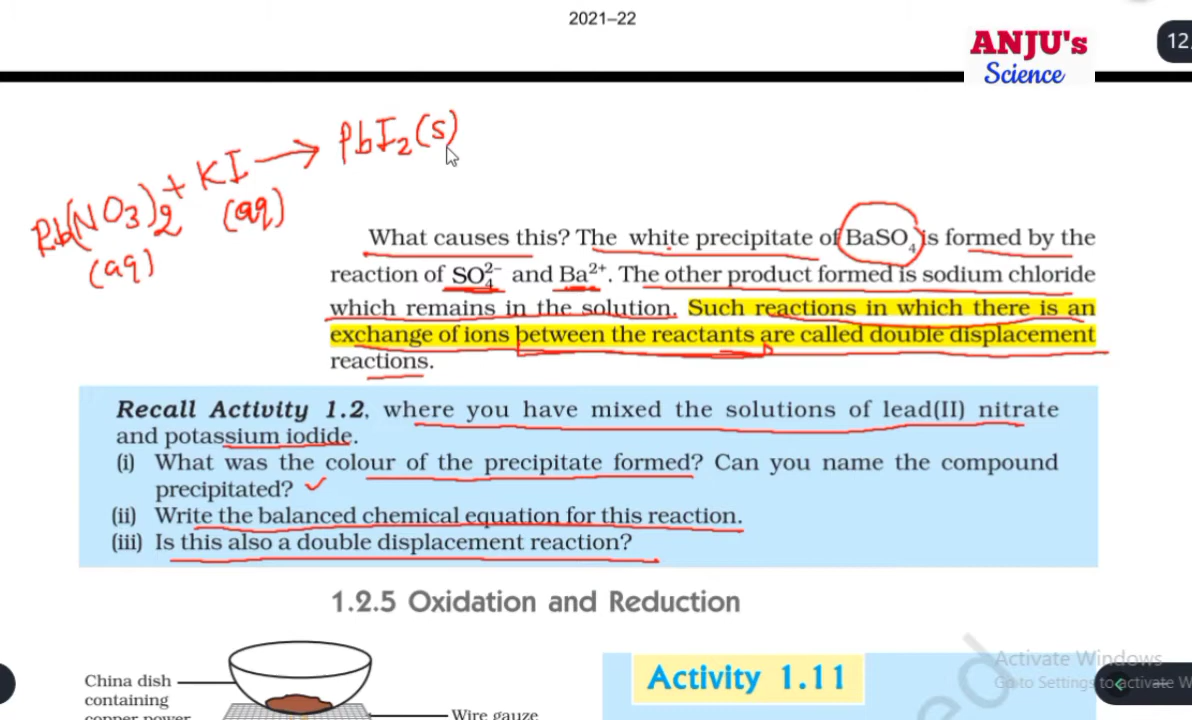 2021–22
ANJU's
Science
12
Pb(NO3)2 + KI → PbI2(s)
(aq) (aq)
What causes this? The white precipitate of BaSO4 is formed by the
reaction of SO4^2– and Ba^2+. The other product formed is sodium chloride
which remains in the solution. Such reactions in which there is an
exchange of ions between the reactants are called double displacement
reactions.
Recall Activity 1.2, where you have mixed the solutions of lead(II) nitrate
and potassium iodide.
(i) What was the colour of the precipitate formed? Can you name the compound
precipitated?
(ii) Write the balanced chemical equation for this reaction.
(iii) Is this also a double displacement reaction?
1.2.5 Oxidation and Reduction
China dish
containing
copper power
Wire gauze
Activity 1.11
Activate Windows
Go to Settings to activate W